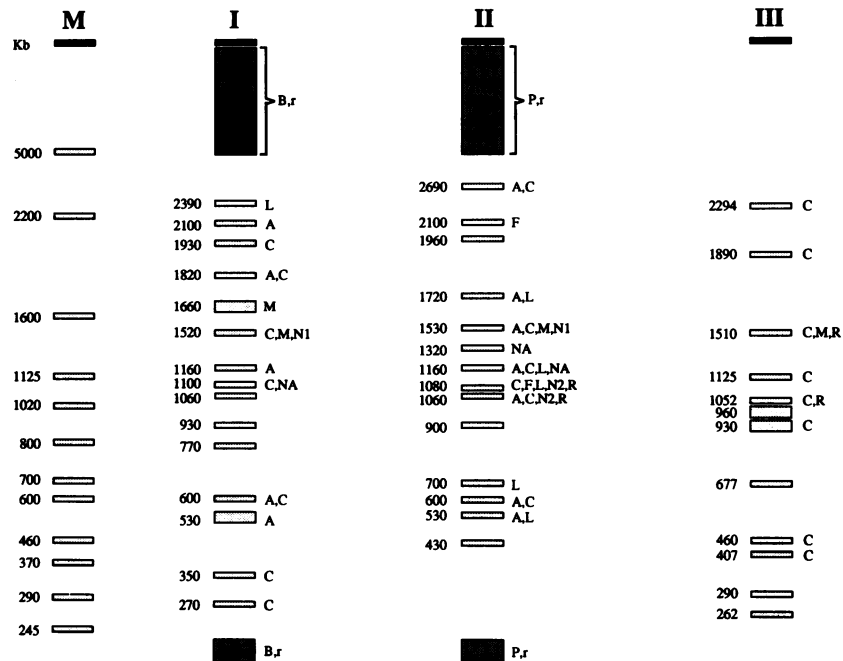 M I II III
Kb
B,r P,r
5000
2690 A,C
2390 L
2294 C
2200
2100 A
2100 F
1930 C
1960
1890 C
1820 A,C
1720 A,L
1660 M
1600
1530 A,C,M,N1
1520 C,M,N1
1510 C,M,R
1320 NA
1160 A
1160 A,C,L,NA
1125
1125 C
1100 C,NA
1080 C,F,L,N2,R
1060
1060 A,C,N2,R
1052 C,R
1020
960
930
900
930 C
800
770
700
700 L
677
600
600 A,C
600 A,C
530 A
530 A,L
460
430
460 C
407 C
370
350 C
290
290
270 C
262
245
B,r P,r